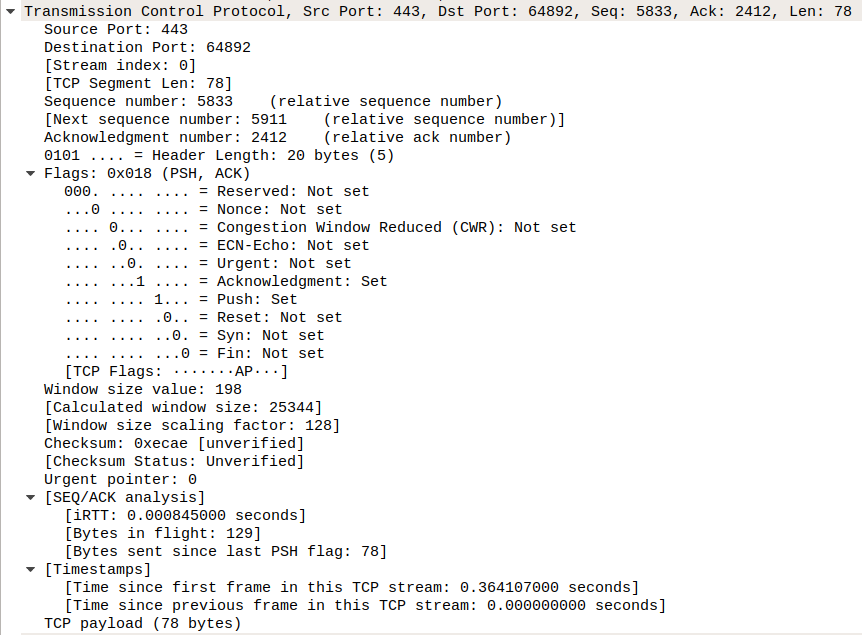 Transmission Control Protocol, Src Port: 443, Dst Port: 64892, Seq: 5833, Ack: 2412, Len: 78
Source Port: 443
Destination Port: 64892
[Stream index: 0]
[TCP Segment Len: 78]
Sequence number: 5833    (relative sequence number)
[Next sequence number: 5911    (relative sequence number)]
Acknowledgment number: 2412    (relative ack number)
0101 .... = Header Length: 20 bytes (5)
Flags: 0x018 (PSH, ACK)
000. .... .... = Reserved: Not set
...0 .... .... = Nonce: Not set
.... 0... .... = Congestion Window Reduced (CWR): Not set
.... .0.. .... = ECN-Echo: Not set
.... ..0. .... = Urgent: Not set
.... ...1 .... = Acknowledgment: Set
.... .... 1... = Push: Set
.... .... .0.. = Reset: Not set
.... .... ..0. = Syn: Not set
.... .... ...0 = Fin: Not set
[TCP Flags: ·······AP···]
Window size value: 198
[Calculated window size: 25344]
[Window size scaling factor: 128]
Checksum: 0xecae [unverified]
[Checksum Status: Unverified]
Urgent pointer: 0
[SEQ/ACK analysis]
[iRTT: 0.000845000 seconds]
[Bytes in flight: 129]
[Bytes sent since last PSH flag: 78]
[Timestamps]
[Time since first frame in this TCP stream: 0.364107000 seconds]
[Time since previous frame in this TCP stream: 0.000000000 seconds]
TCP payload (78 bytes)